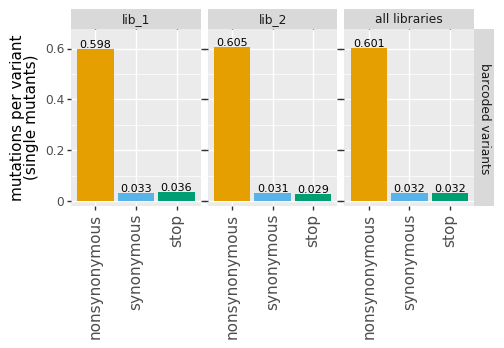 lib_1
lib_2
all libraries
mutations per variant
(single mutants)
0.6
0.4
0.2
0
0.598
0.033
0.036
0.605
0.031
0.029
0.601
0.032
0.032
barcoded variants
nonsynonymous
synonymous
stop
nonsynonymous
synonymous
stop
nonsynonymous
synonymous
stop